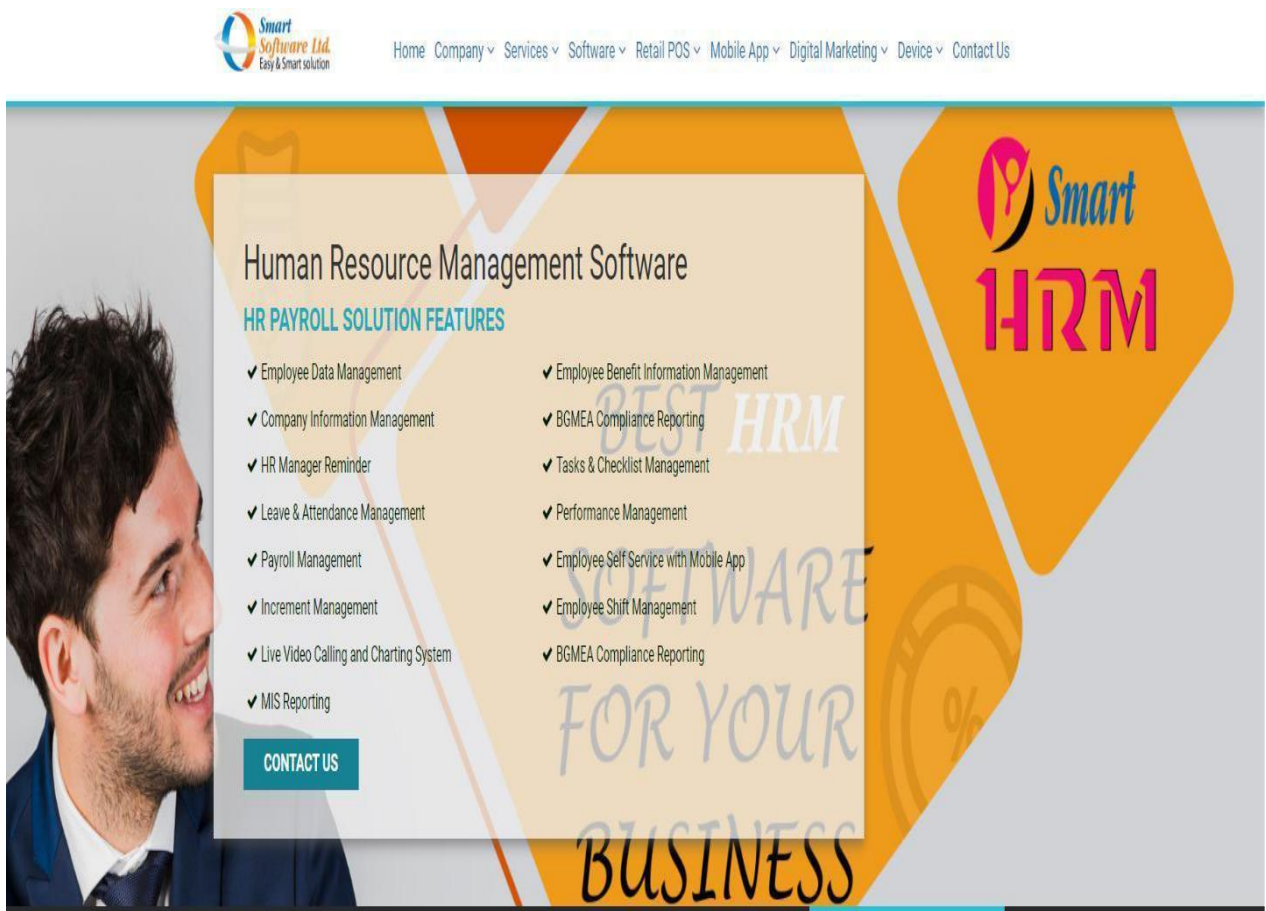 Smart
Software Ltd.
Easy & Smart solution
Home Company Services Software Retail POS Mobile App Digital Marketing Device Contact Us
Smart
HRM
Human Resource Management Software
HR PAYROLL SOLUTION FEATURES
Employee Data Management
Company Information Management
HR Manager Reminder
Leave & Attendance Management
Payroll Management
Increment Management
Live Video Calling and Charting System
MIS Reporting
Employee Benefit Information Management
BGMEA Compliance Reporting
Tasks & Checklist Management
Performance Management
Employee Self Service with Mobile App
Employee Shift Management
BGMEA Compliance Reporting
CONTACT US
BEST HRM
SOFTWARE
FOR YOUR
BUSINESS
%